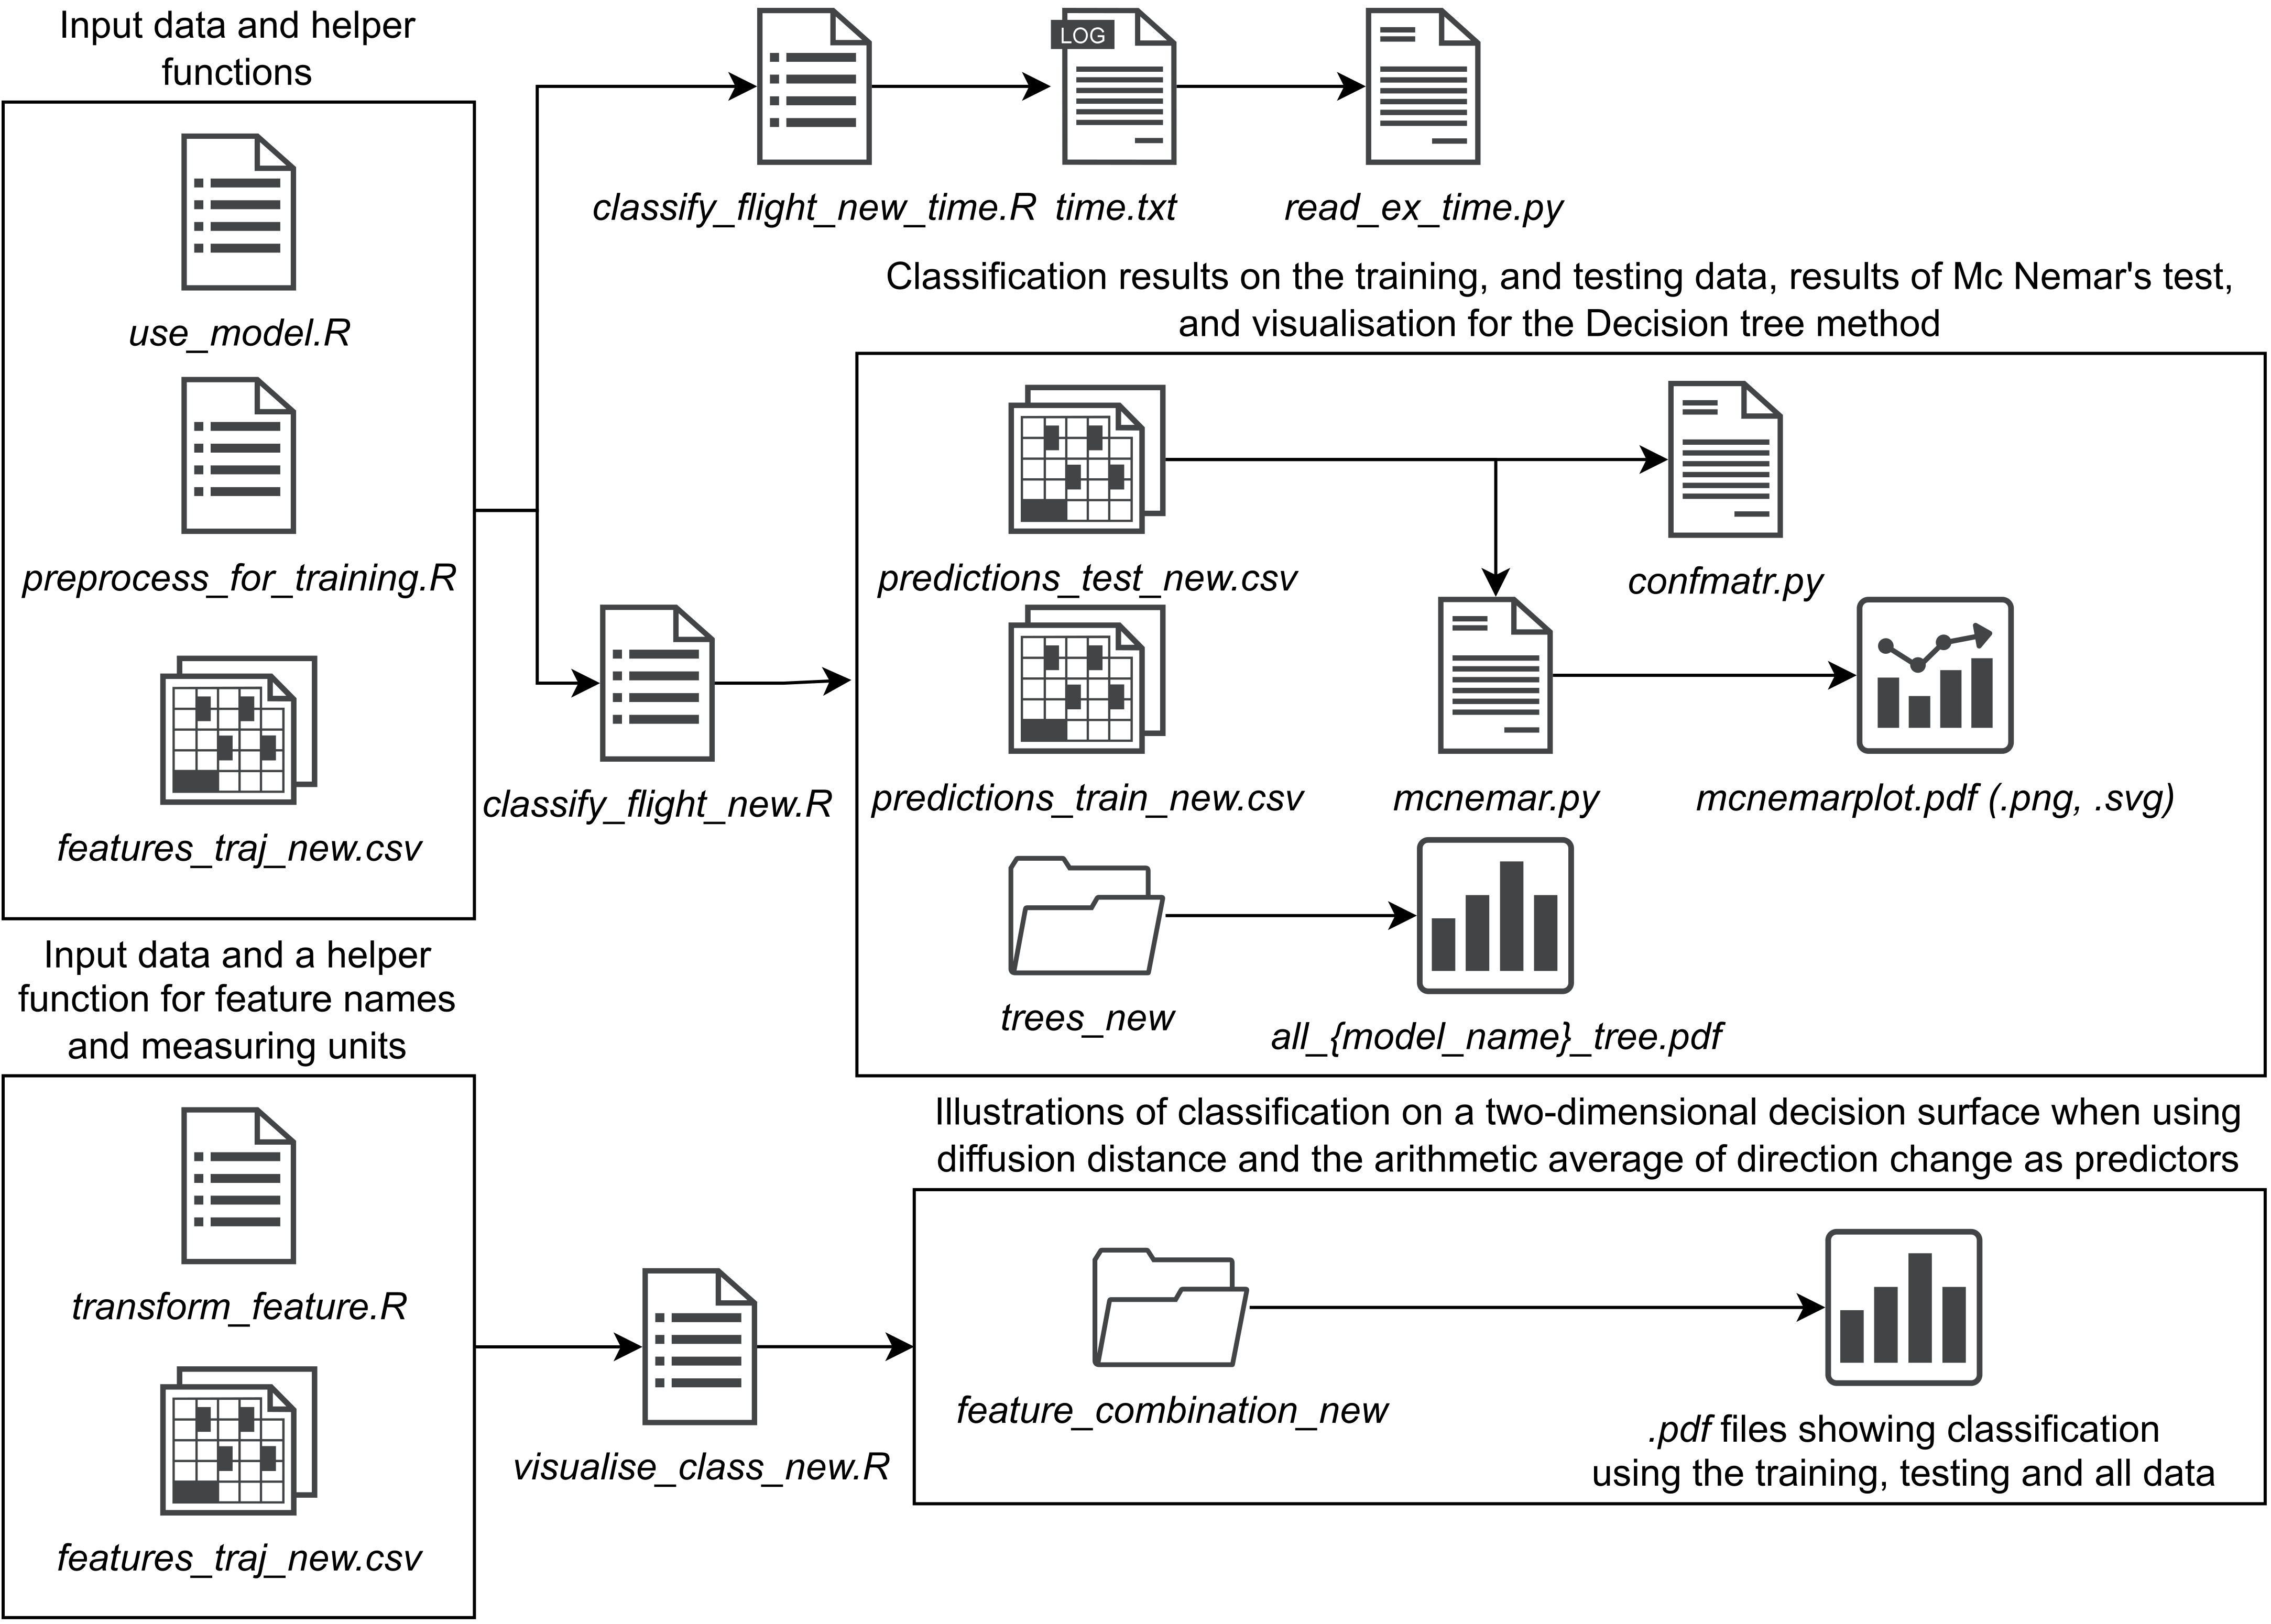 Input data and helper
functions
use_model.R
preprocess_for_training.R
features_traj_new.csv
LOG
classify_flight_new_time.R
time.txt
read_ex_time.py
classify_flight_new.R
Classification results on the training, and testing data, results of Mc Nemar's test,
and visualisation for the Decision tree method
predictions_test_new.csv
confmatr.py
predictions_train_new.csv
mcnemar.py
mcnemarplot.pdf (.png, .svg)
trees_new
all_{model_name}_tree.pdf
Input data and a helper
function for feature names
and measuring units
transform_feature.R
features_traj_new.csv
visualise_class_new.R
Illustrations of classification on a two-dimensional decision surface when using
diffusion distance and the arithmetic average of direction change as predictors
feature_combination_new
.pdf files showing classification
using the training, testing and all data